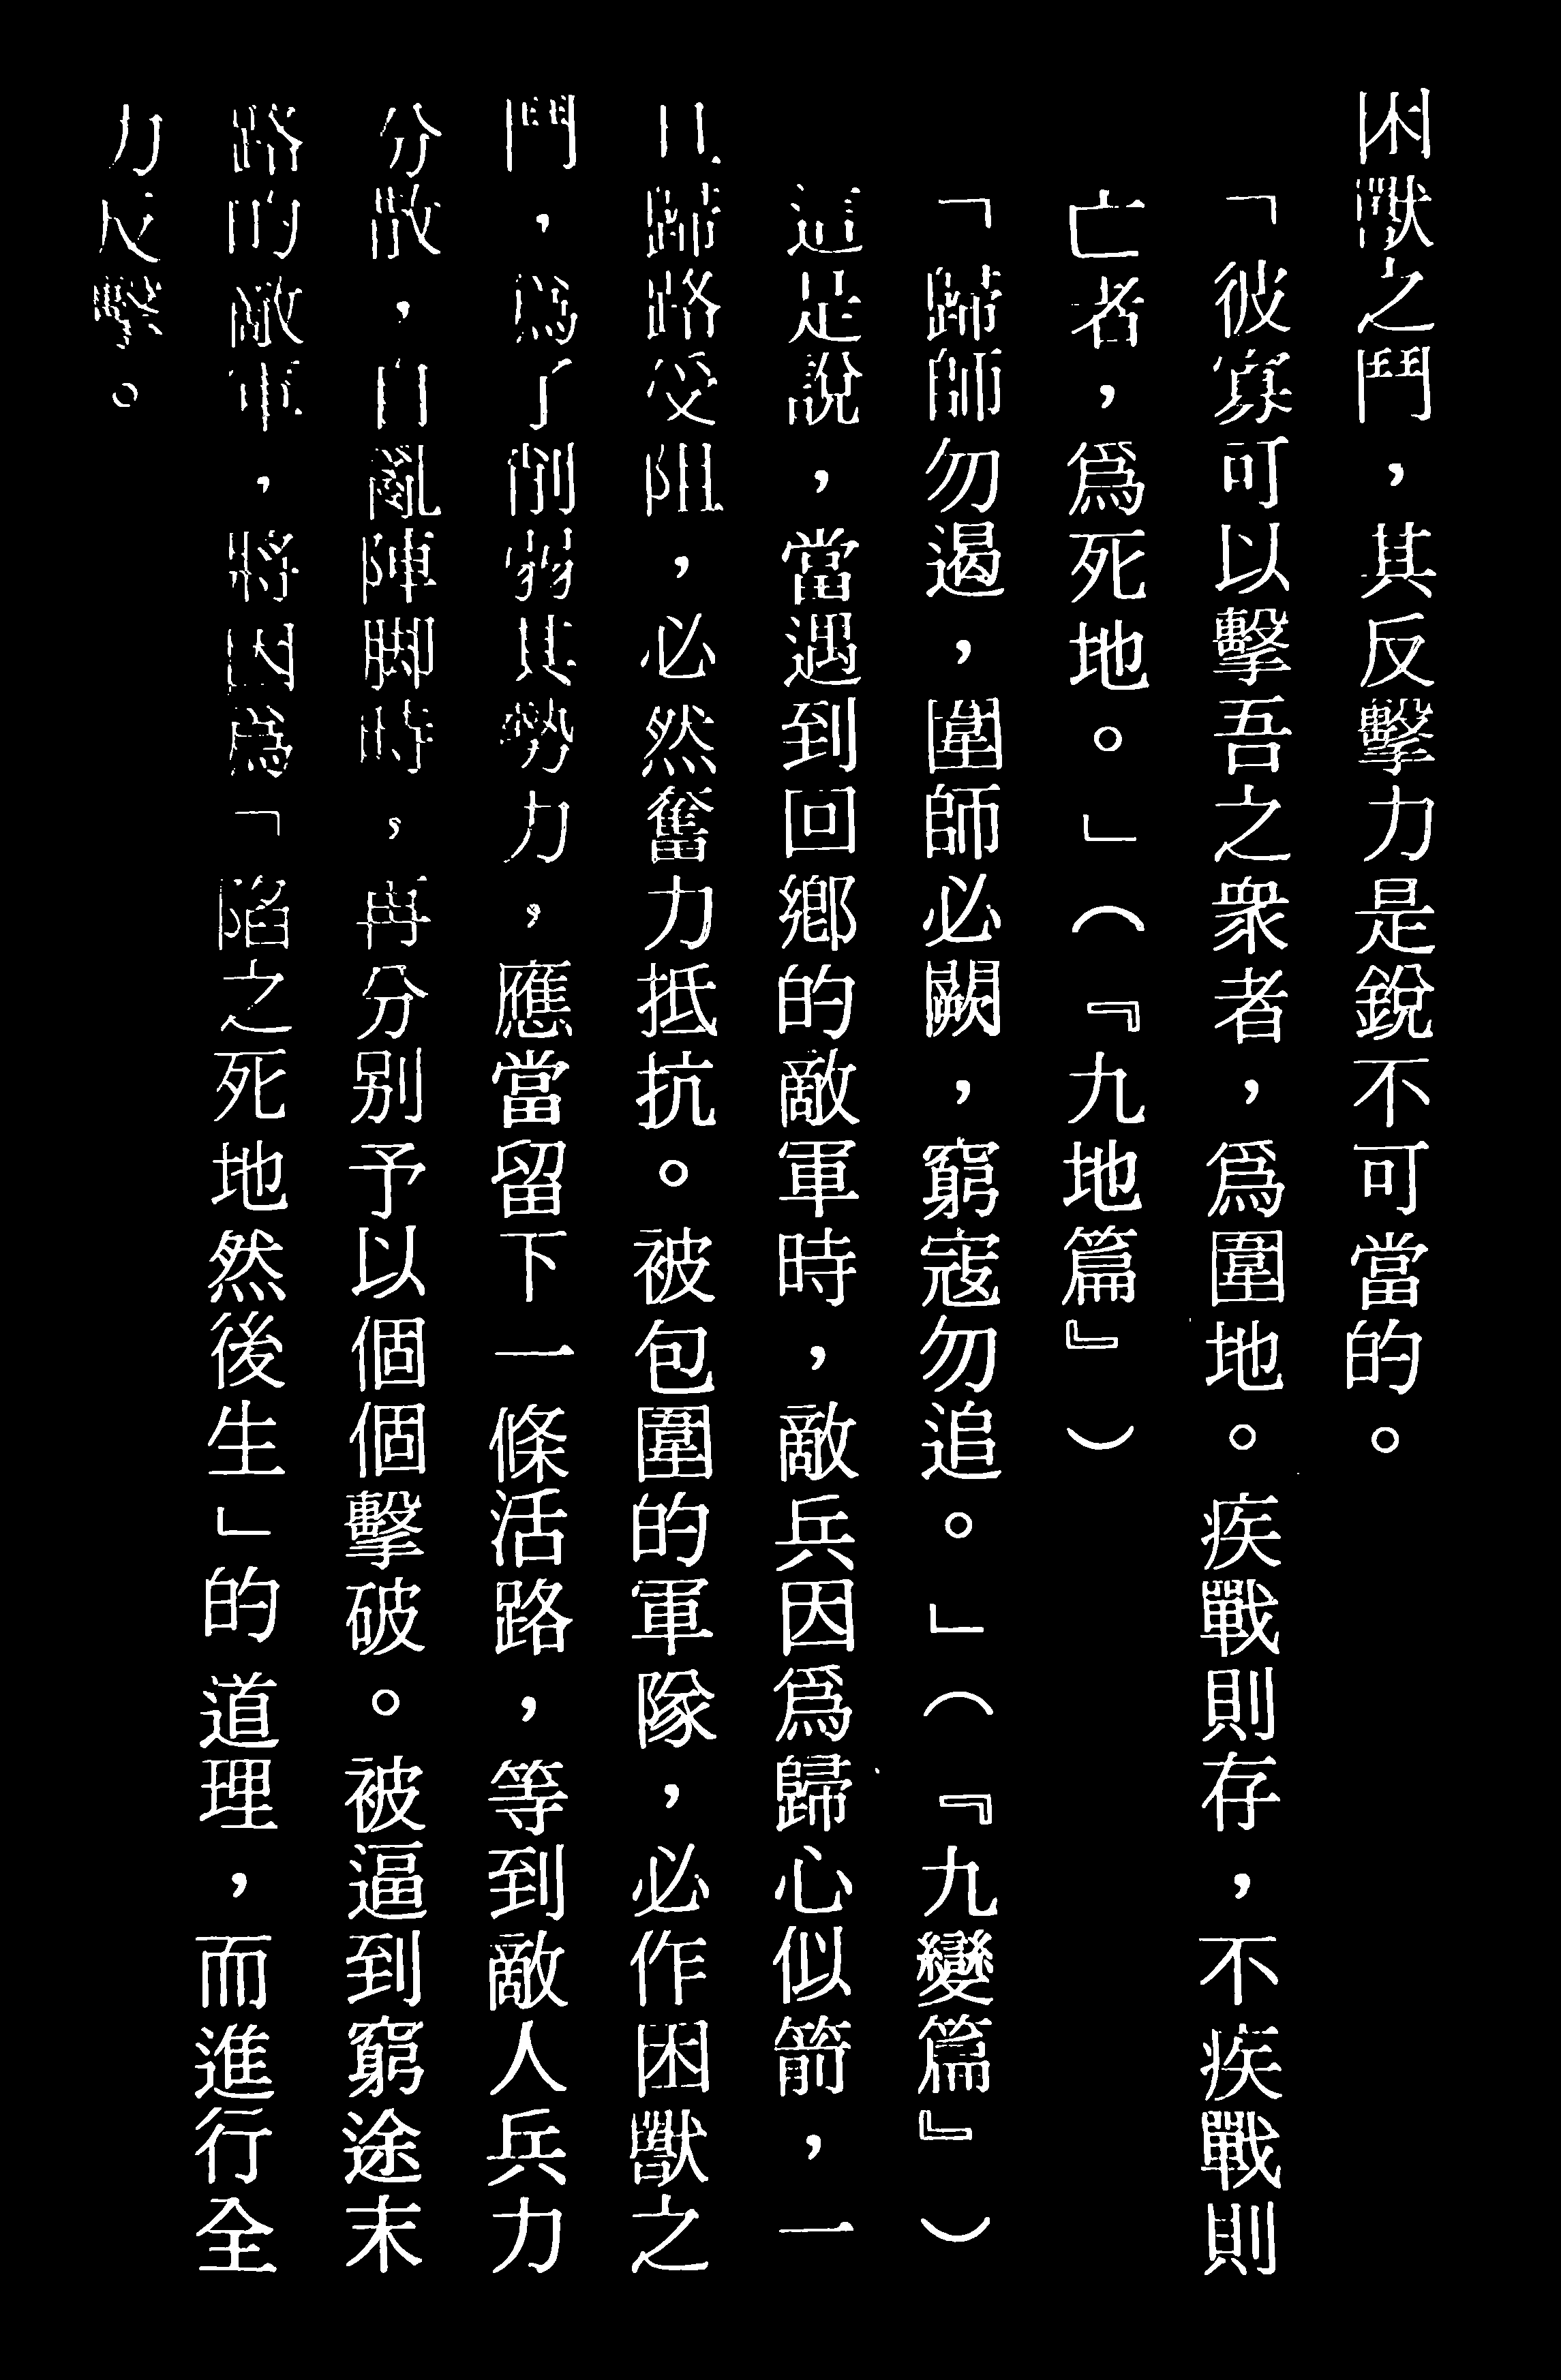 困獸之鬥，其反擊力是銳不可當的。
「彼寡可以擊吾之衆者，爲圍地。疾戰則存，不疾戰則
亡者，爲死地。」（『九地篇』）
「歸師勿遏，圍師必闕，窮寇勿追。」（『九變篇』）
這是說，當遇到回鄉的敵軍時，敵兵因爲歸心似箭，一
旦歸路受阻，必然奮力抵抗。被包圍的軍隊，必作困獸之
鬥，爲了削弱其勢力，應當留下一條活路，等到敵人兵力
分散，自亂陣脚時，再分別予以個個擊破。被逼到窮途末
路的敵軍，將因爲「陷之死地然後生」的道理，而進行全
力反擊。